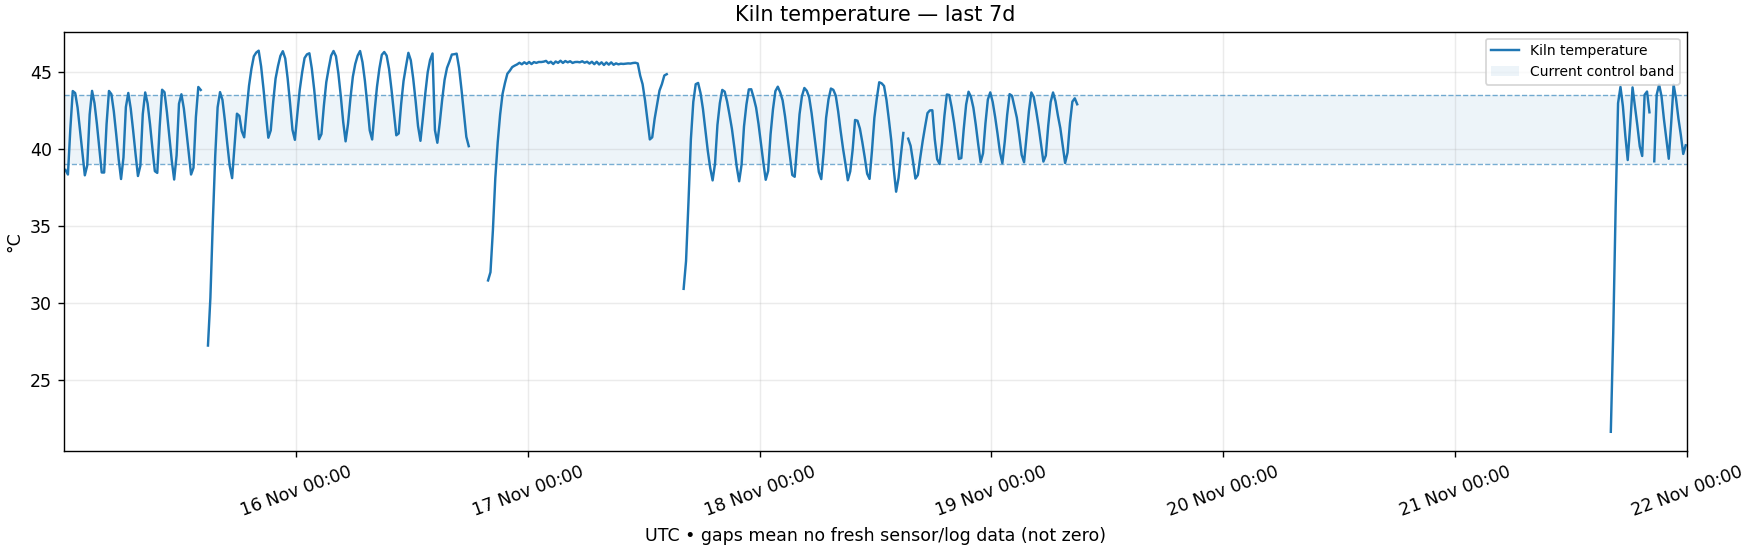 Kiln temperature — last 7d
Kiln temperature
Current control band
45
40
35
30
25
°C
16 Nov 00:00
17 Nov 00:00
18 Nov 00:00
19 Nov 00:00
20 Nov 00:00
21 Nov 00:00
22 Nov 00:00
UTC • gaps mean no fresh sensor/log data (not zero)